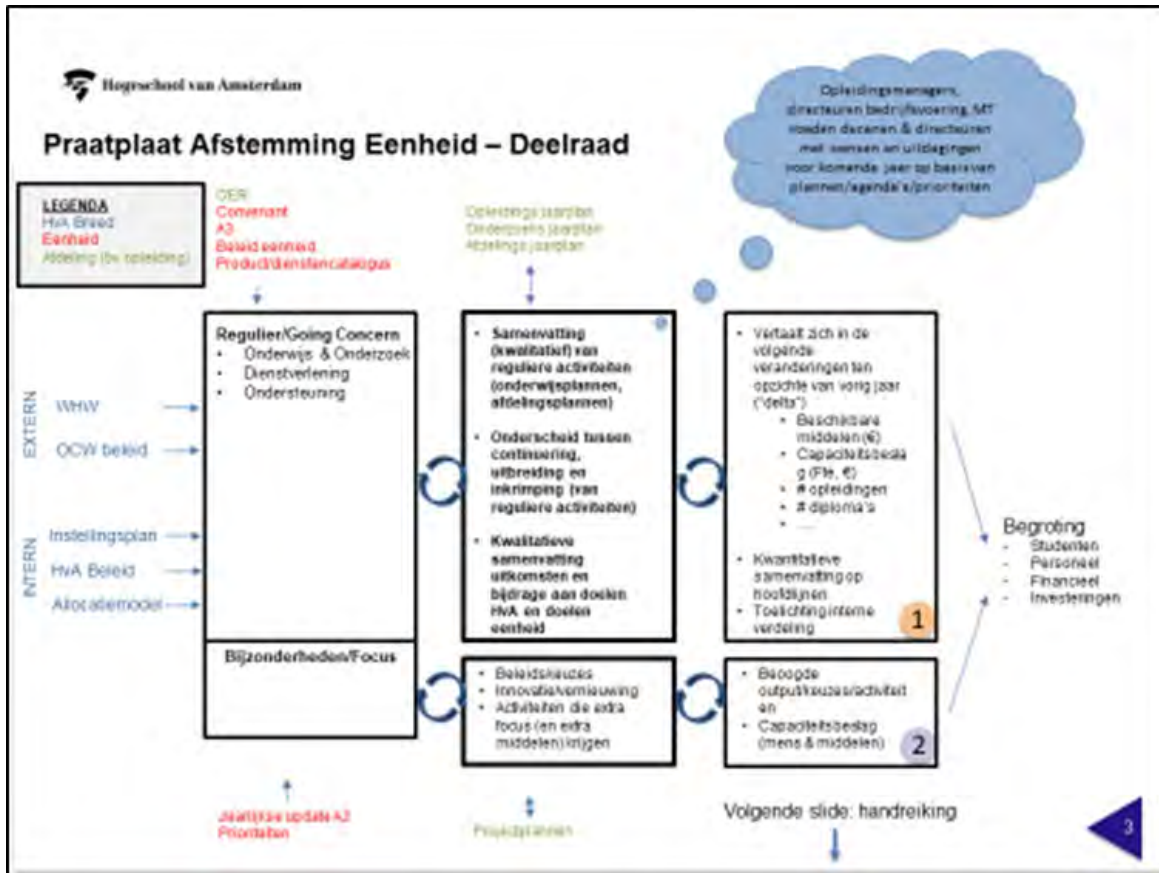 Hogeschool van Amsterdam
Praatplaat Afstemming Eenheid – Deelraad
Opleidingsmanagers,
directeuren bedrijfsvoering, MT
voeden decanen & directeuren
met wensen en uitdagingen
voor komende jaar op basis van
plannen/agenda's/prioriteiten
LEGENDA
HvA Breed
Eenheid
Afdeling (bv opleiding)
OER
Convenant
A3
Beleid eenheid
Product/dienstencatalogus
Opleidings jaarplan
Onderzoeks jaarplan
Afdelings jaarplan
EXTERN
WHW
OCW beleid
INTERN
Instellingsplan
HvA Beleid
Allocatiemodel
Regulier/Going Concern
• Onderwijs & Onderzoek
• Dienstverlening
• Ondersteuning
• Samenvatting
(kwalitatief) van
reguliere activiteiten
(onderwijsplannen,
afdelingsplannen)
• Onderscheid tussen
continuering,
uitbreiding en
inkrimping (van
reguliere activiteiten)
• Kwalitatieve
samenvatting
uitkomsten en
bijdrage aan doelen
HvA en doelen
eenheid
• Vertaalt zich in de
volgende
veranderingen ten
opzichte van vorig jaar
("delta")
• Beschikbare
middelen (€)
• Capaciteitsbesla
g (Fte, €)
• # opleidingen
• # diploma's
• ....
• Kwantitatieve
samenvatting op
hoofdlijnen
• Toelichting interne
verdeling
1
Begroting
- Studenten
- Personeel
- Financieel
- Investeringen
Bijzonderheden/Focus
• Beleidskeuzes
• Innovatie/vernieuwing
• Activiteiten die extra
focus (en extra
middelen) krijgen
• Beoogde
output/keuzes/activiteit
en
• Capaciteitsbeslag
(mens & middelen)
2
Jaarlijkse update A3
Prioriteiten
Projectplannen
Volgende slide: handreiking
3